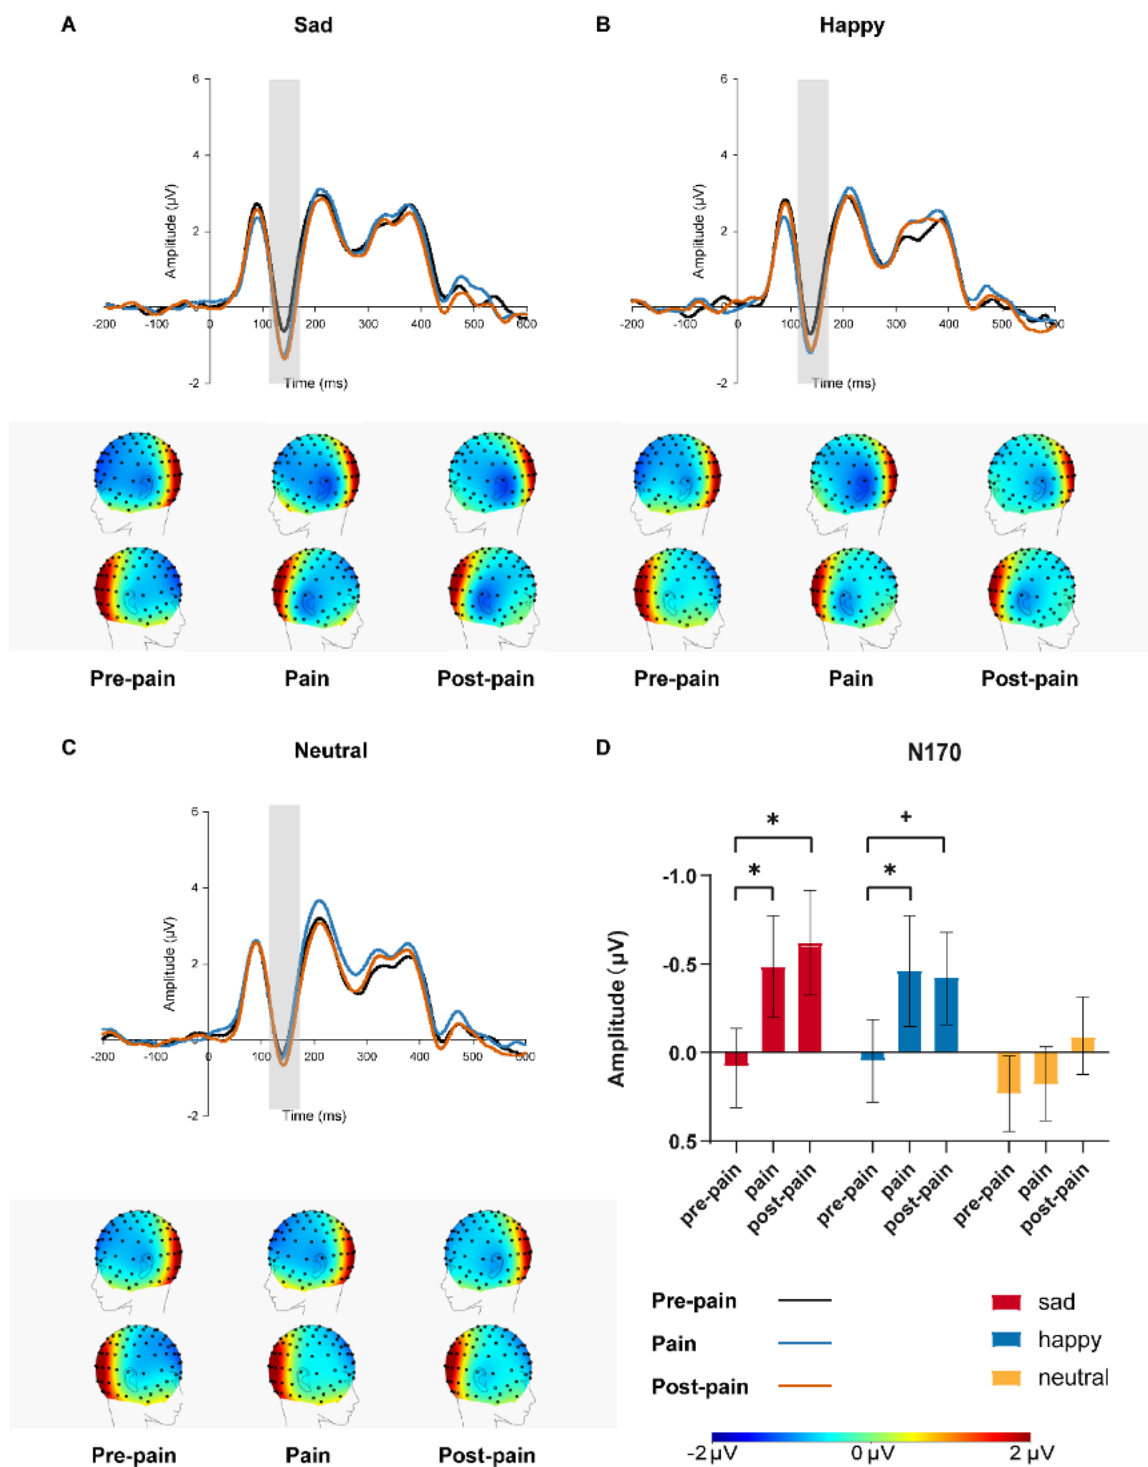 A Sad
6
4
2
0
-2
Amplitude (µV)
-200 -100 0 100 200 300 400 500 600
Time (ms)
B Happy
6
4
2
0
-2
Amplitude (µV)
-200 -100 0 100 200 300 400 500 600
Time (ms)
Pre-pain Pain Post-pain Pre-pain Pain Post-pain
C Neutral
6
4
2
-2
Amplitude (µV)
-200 -100 0 100 200 300 400 500 600
Time (ms)
D N170
* +
* *
-1.0
-0.5
0.0
0.5
Amplitude (µV)
pre-pain pain post-pain pre-pain pain post-pain pre-pain pain post-pain
Pre-pain
Pain
Post-pain
sad
happy
neutral
Pre-pain Pain Post-pain
-2 µV 0 µV 2 µV